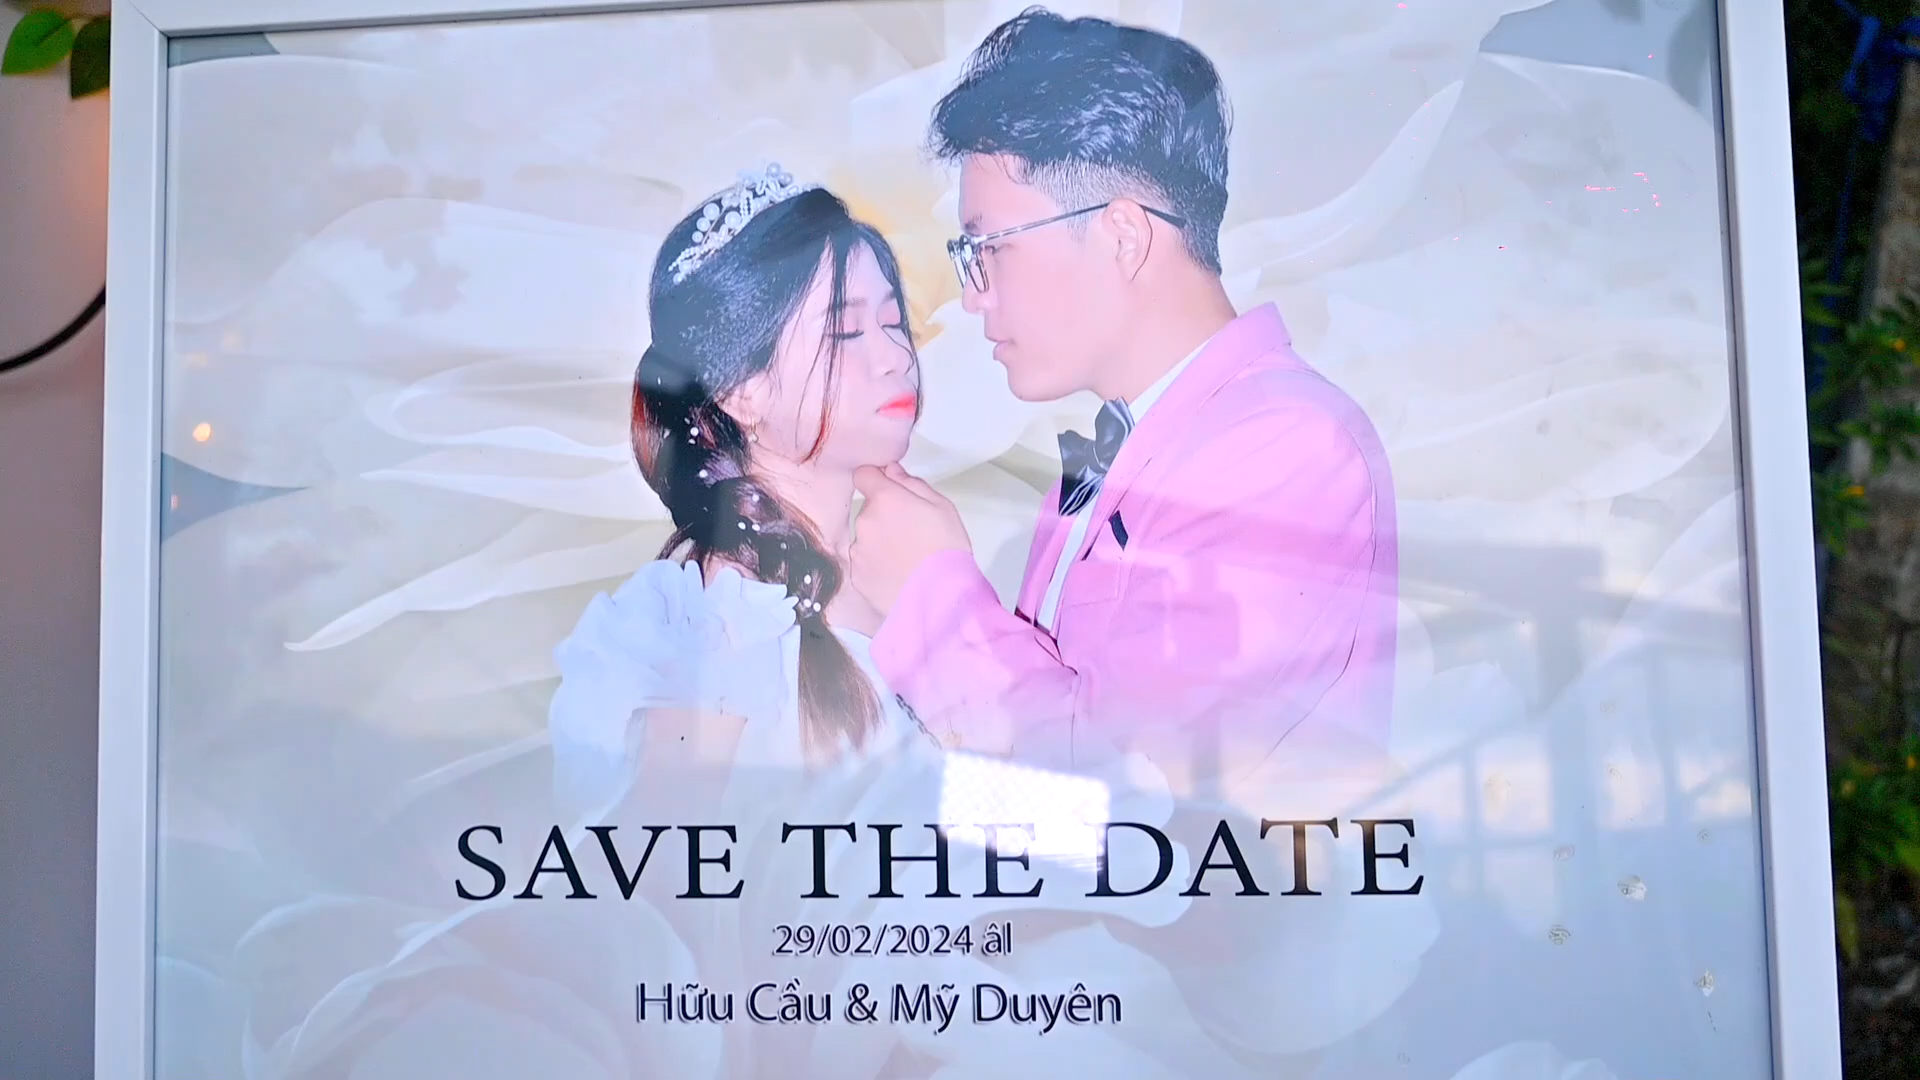 SAVE THE DATE
29/02/2024 âl
Hữu Cầu & Mỹ Duyên